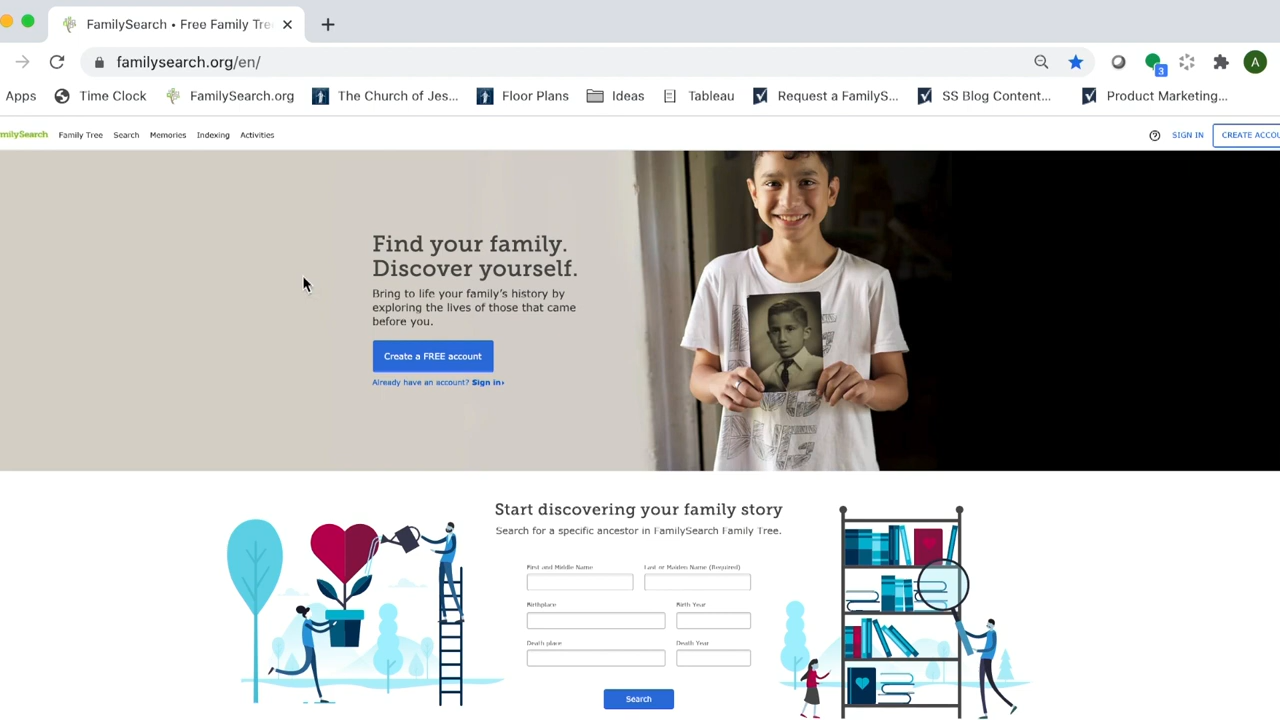 FamilySearch • Free Family Tre
familysearch.org/en/
3
A
Apps
Time Clock
FamilySearch.org
The Church of Jes...
Floor Plans
Ideas
Tableau
Request a FamilyS...
SS Blog Content...
Product Marketing...
milySearch
Family Tree
Search
Memories
Indexing
Activities
SIGN IN
CREATE ACCOU
Find your family.
Discover yourself.
Bring to life your family's history by
exploring the lives of those that came
before you.
Create a FREE account
Already have an account? Sign in
Start discovering your family story
Search for a specific ancestor in FamilySearch Family Tree.
First and Middle Name
Last or Maiden Name (Required)
Birthplace
Birth Year
Death place
Death Year
Search